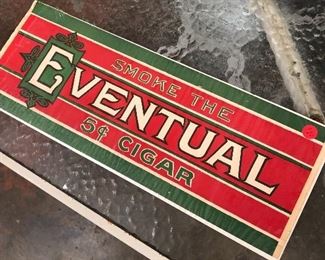 SMOKE THE
EVENTUAL
5¢ CIGAR